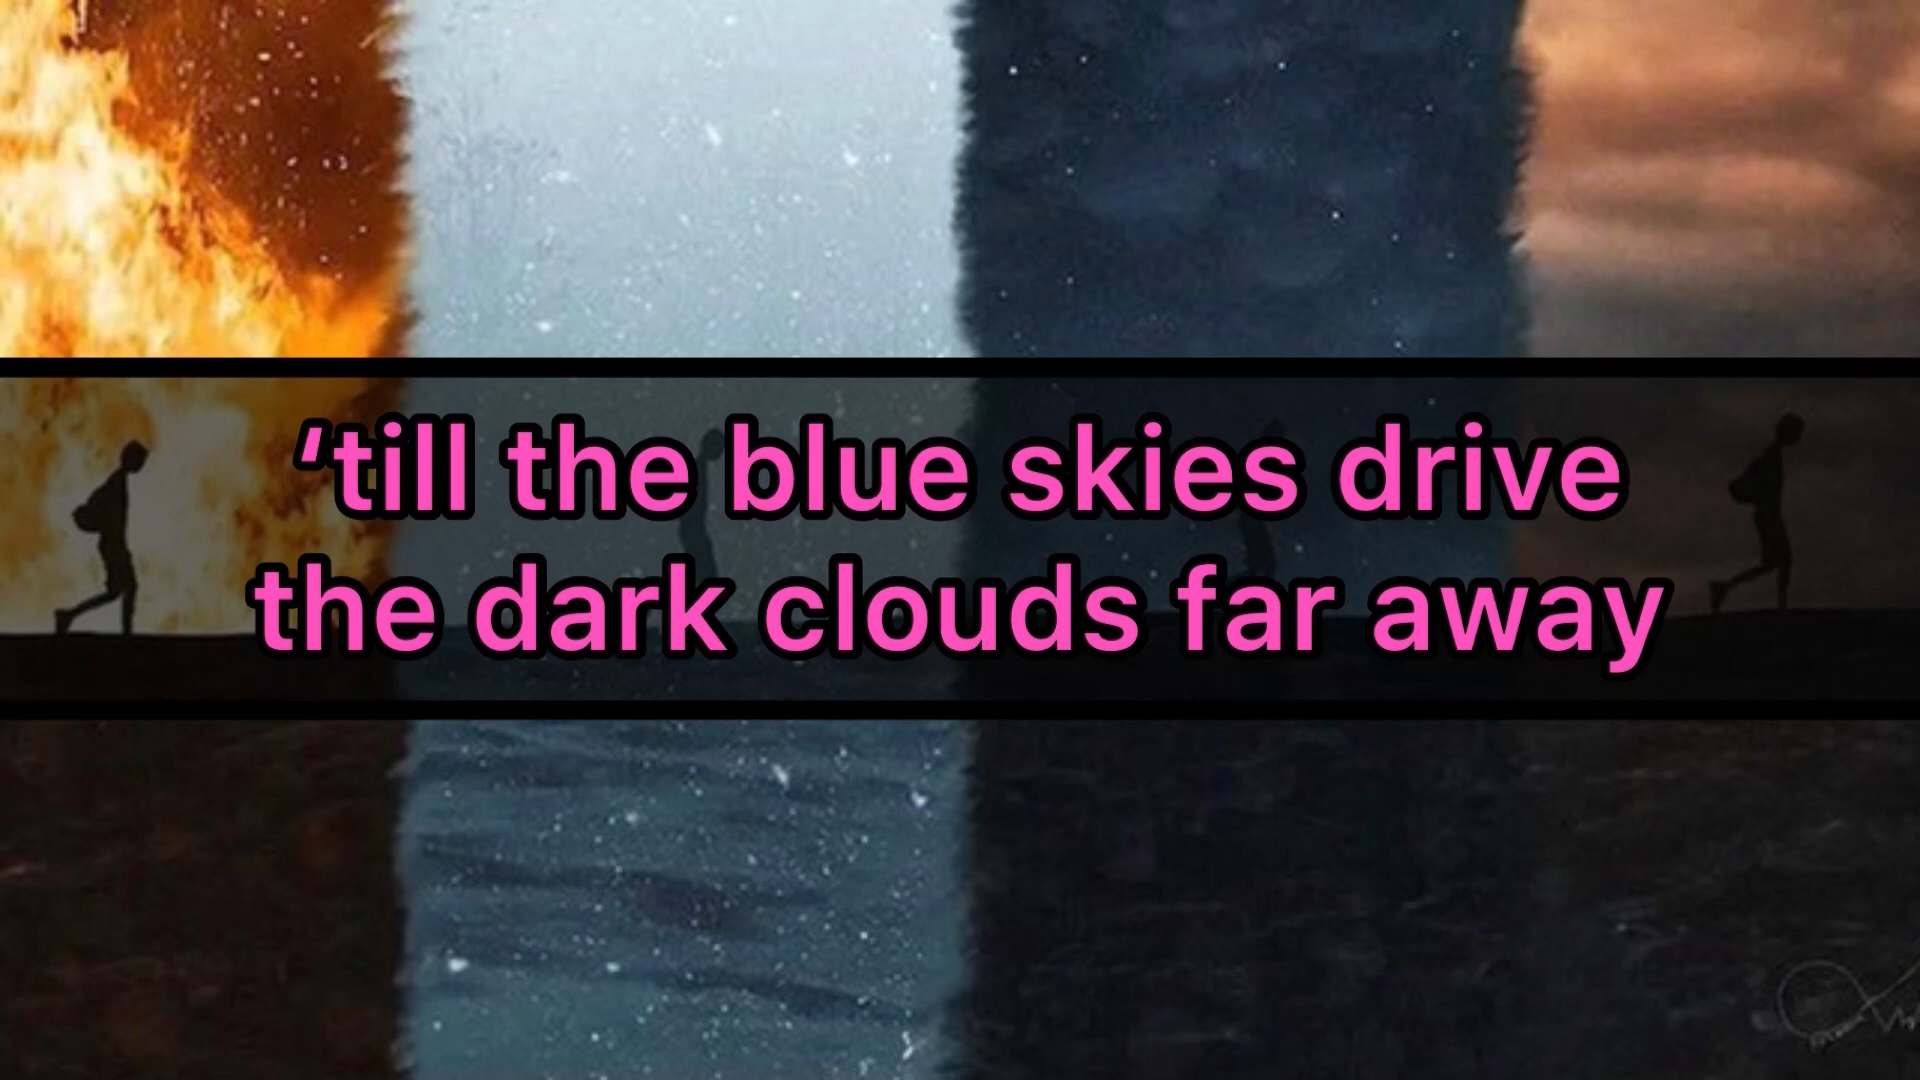 ‘till the blue skies drive
the dark clouds far away